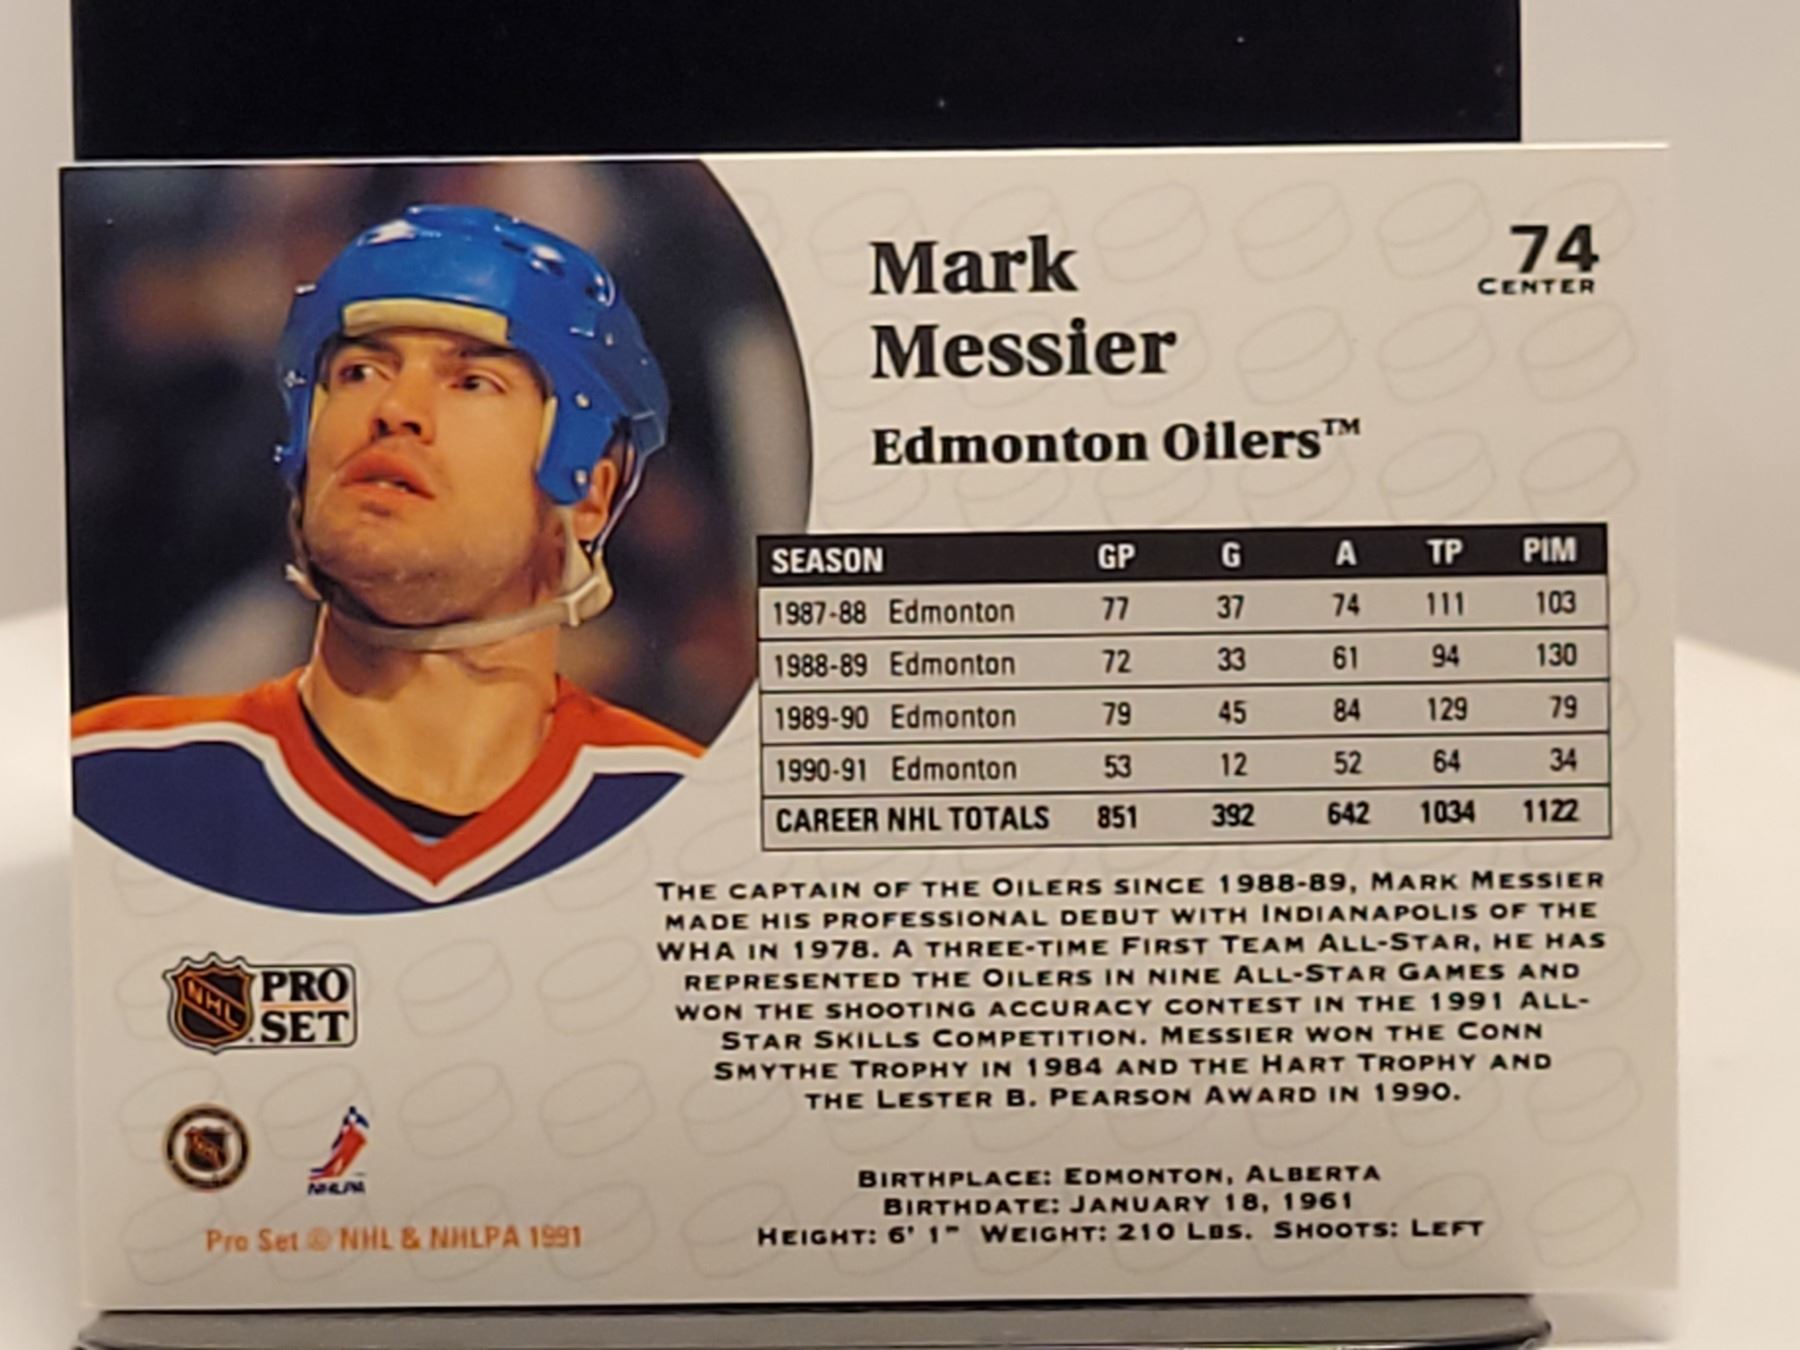 Mark
Messier
Edmonton Oilers™
74
CENTER
SEASON GP G A TP PIM
1987-88 Edmonton 77 37 74 111 103
1988-89 Edmonton 72 33 61 94 130
1989-90 Edmonton 79 45 84 129 79
1990-91 Edmonton 53 12 52 64 34
CAREER NHL TOTALS 851 392 642 1034 1122
THE CAPTAIN OF THE OILERS SINCE 1988-89, MARK MESSIER
MADE HIS PROFESSIONAL DEBUT WITH INDIANAPOLIS OF THE
WHA IN 1978. A THREE-TIME FIRST TEAM ALL-STAR, HE HAS
REPRESENTED THE OILERS IN NINE ALL-STAR GAMES AND
WON THE SHOOTING ACCURACY CONTEST IN THE 1991 ALL-
STAR SKILLS COMPETITION. MESSIER WON THE CONN
SMYTHE TROPHY IN 1984 AND THE HART TROPHY AND
THE LESTER B. PEARSON AWARD IN 1990.
NHL PRO
SET
NHLPA
BIRTHPLACE: EDMONTON, ALBERTA
BIRTHDATE: JANUARY 18, 1961
HEIGHT: 6' 1" WEIGHT: 210 LBS. SHOOTS: LEFT
Pro Set © NHL & NHLPA 1991